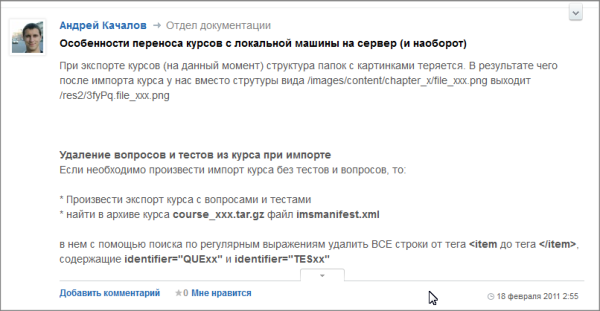 Андрей Качалов → Отдел документации
Особенности переноса курсов с локальной машины на сервер (и наоборот)
При экспорте курсов (на данный момент) структура папок с картинками теряется. В результате чего
после импорта курса у нас вместо струтуры вида /images/content/chapter_x/file_xxx.png выходит
/res2/3fyPq.file_xxx.png
Удаление вопросов и тестов из курса при импорте
Если необходимо произвести импорт курса без тестов и вопросов, то:
* Произвести экспорт курса с вопросами и тестами
* найти в архиве курса course_xxx.tar.gz файл imsmanifest.xml
в нем с помощью поиска по регулярным выражениям удалить ВСЕ строки от тега <item до тега </item>,
содержащие identifier="QUExx" и identifier="TESxx"
Добавить комментарий ★0 Мне нравится 18 февраля 2011 2:55